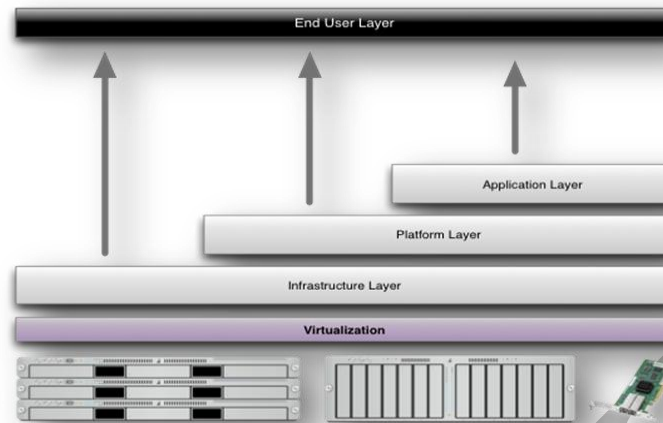 End User Layer
Application Layer
Platform Layer
Infrastructure Layer
Virtualization